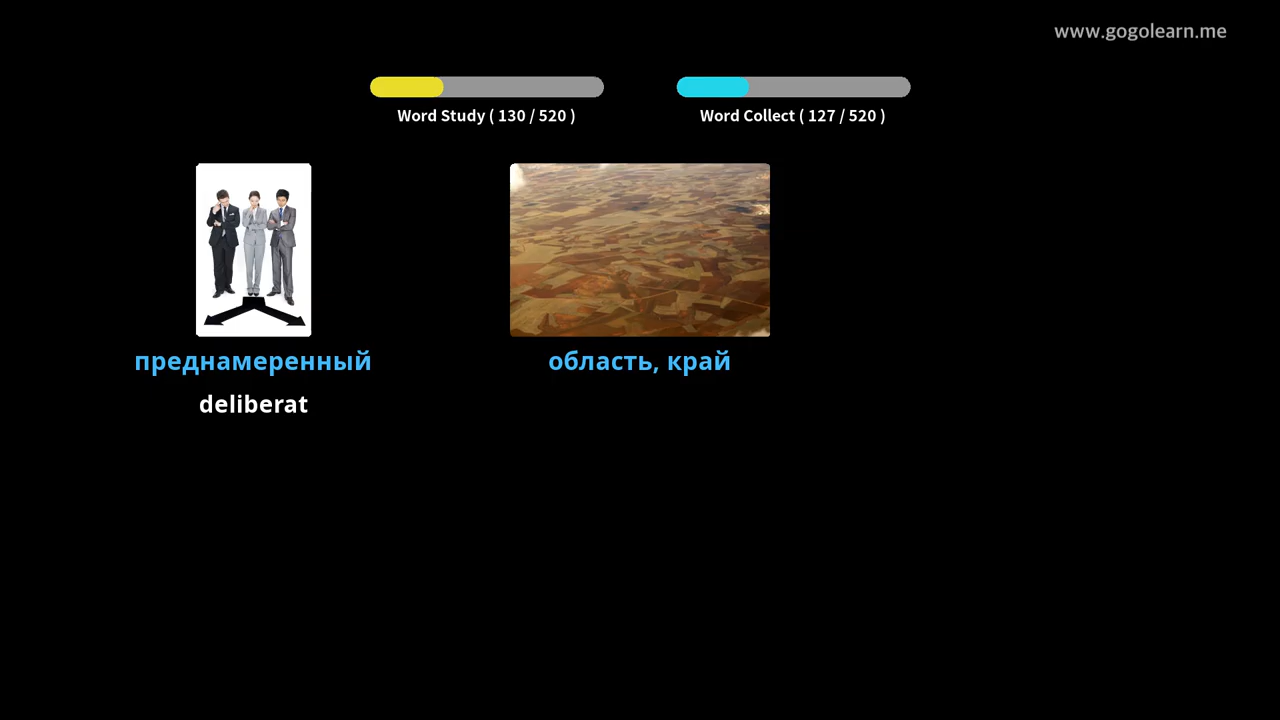 www.gogolearn.me
Word Study ( 130 / 520 )
Word Collect ( 127 / 520 )
преднамеренный
область, край
deliberat